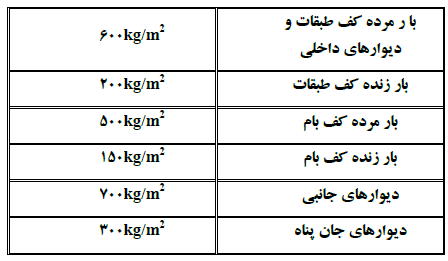 با ر مرده کف طبقات و
دیوارهای داخلی
۶۰۰kg/m²
بار زنده کف طبقات
۲۰۰kg/m²
بار مرده کف بام
۵۰۰kg/m²
بار زنده کف بام
۱۵۰kg/m²
دیوارهای جانبی
۷۰۰kg/m²
دیوارهای جان پناه
۳۰۰kg/m²